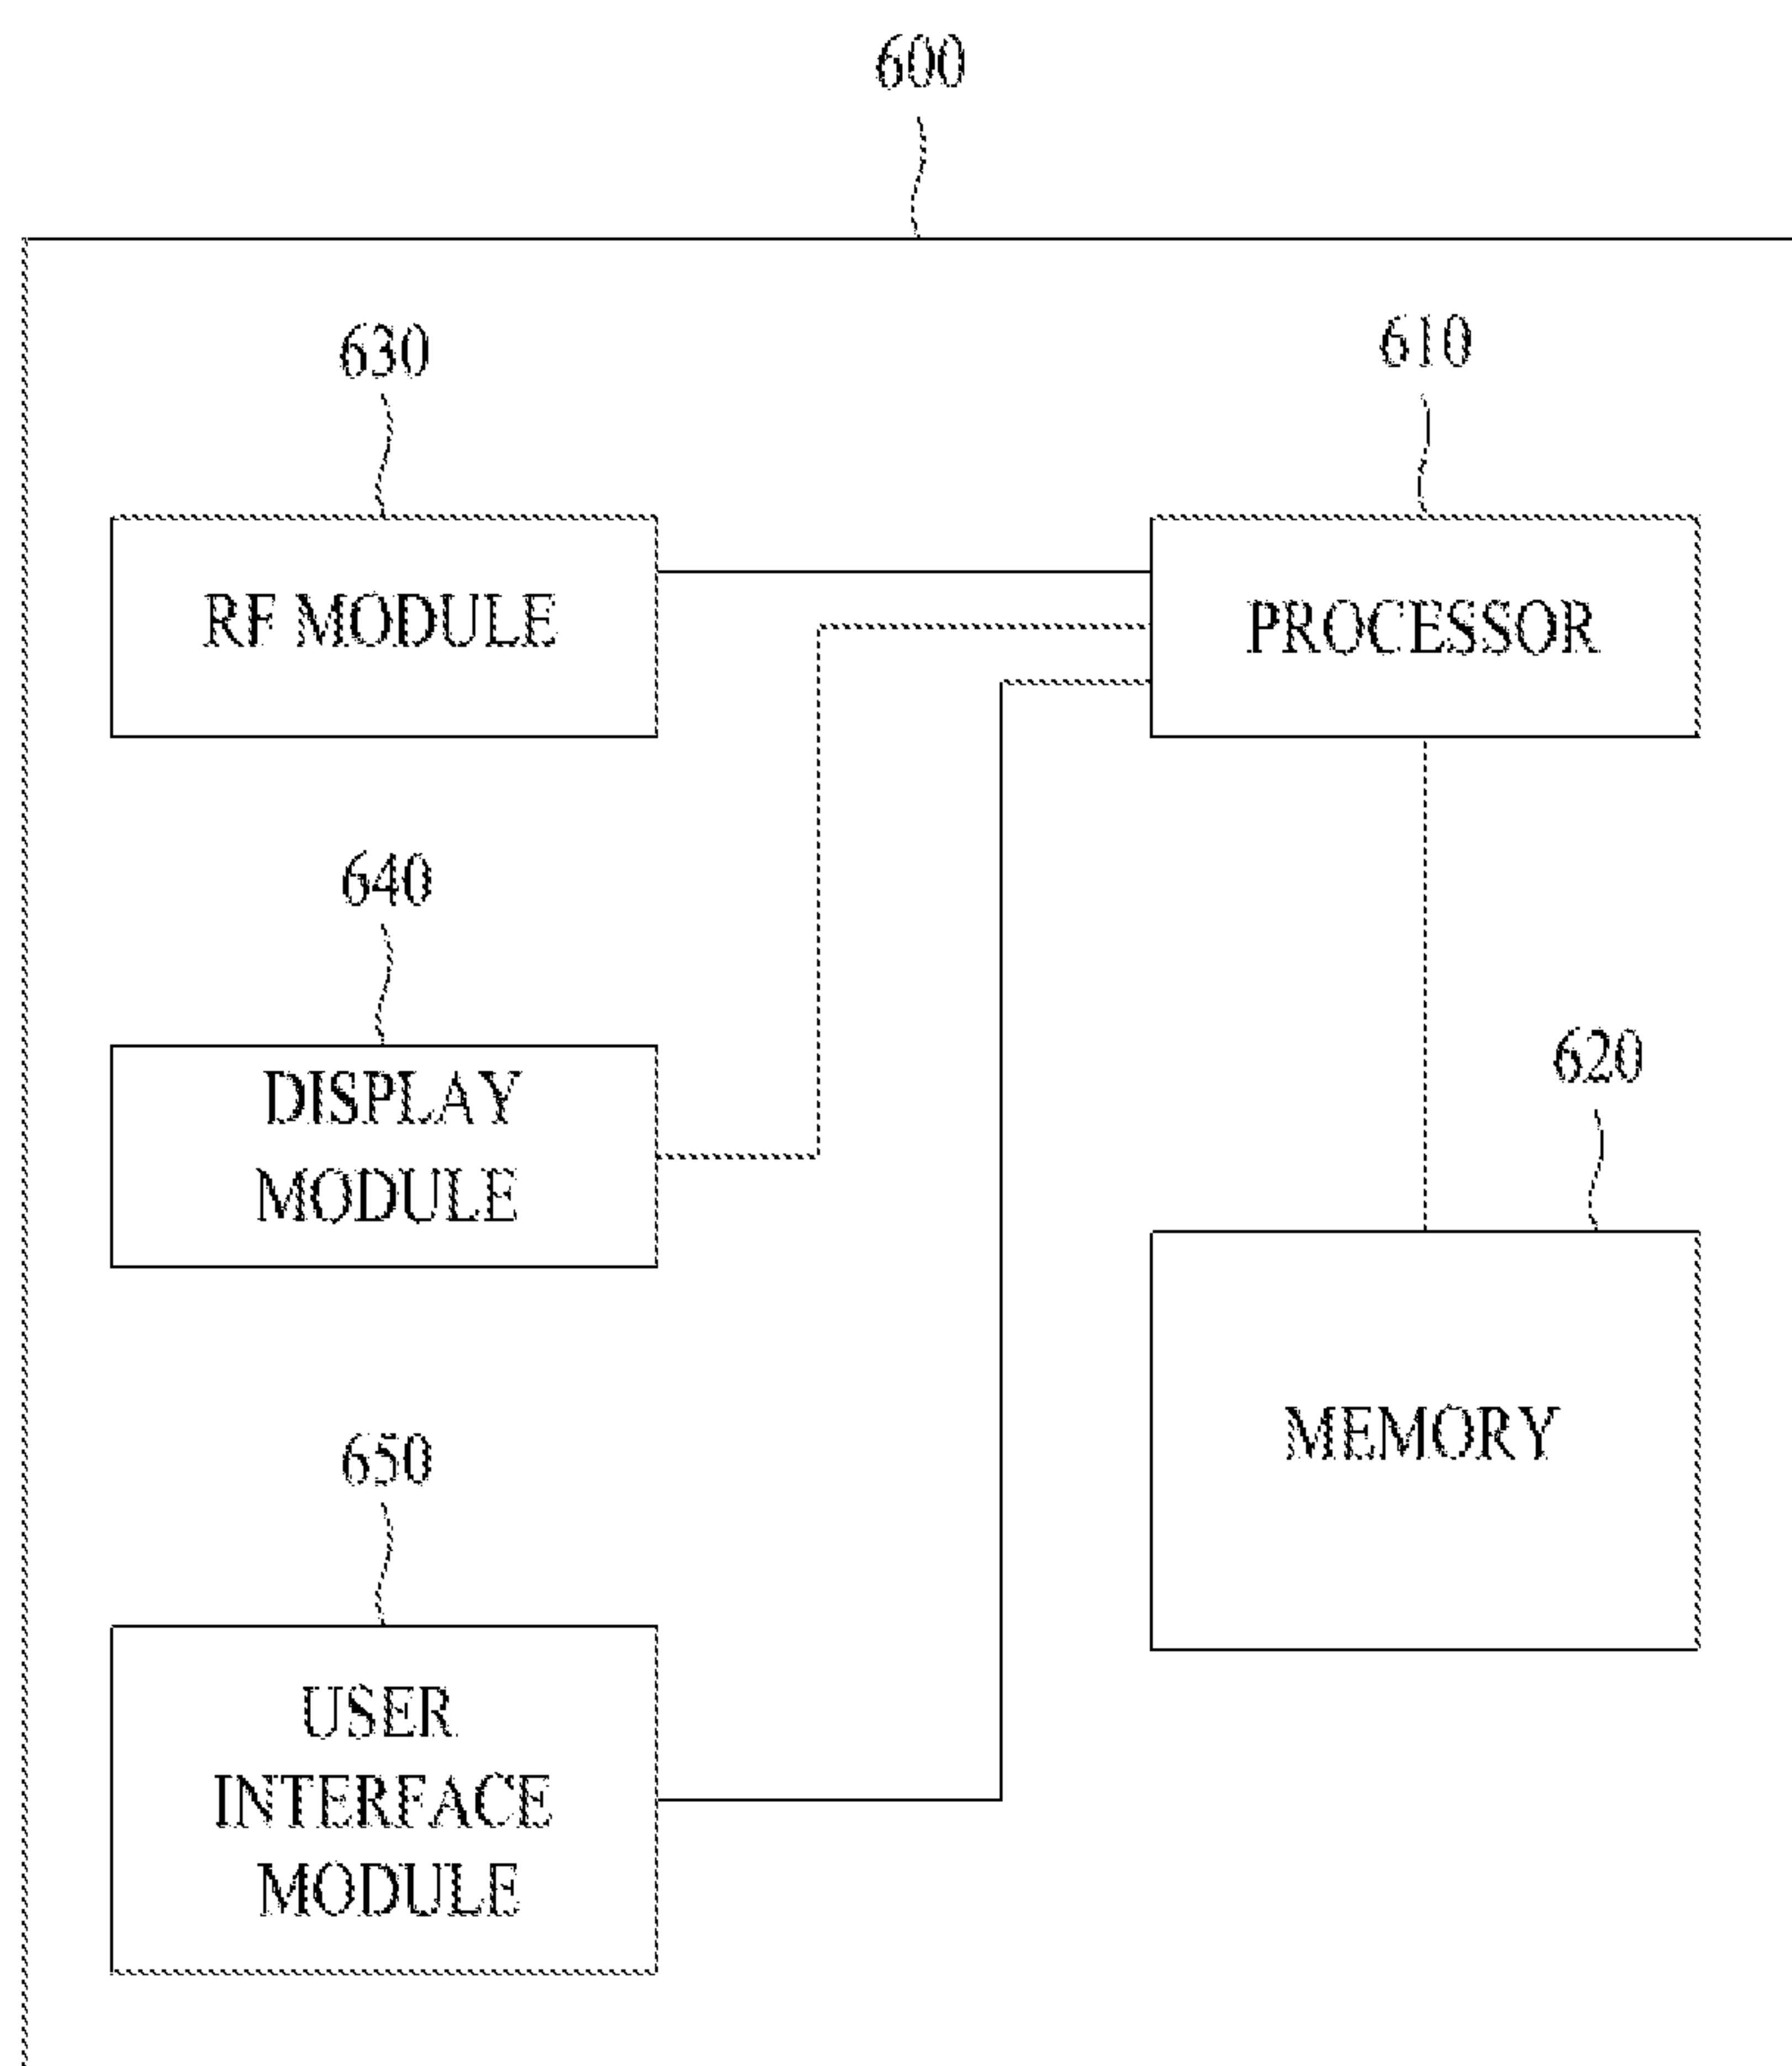 600
630
610
RF MODULE
PROCESSOR
640
DISPLAY
MODULE
620
MEMORY
650
USER
INTERFACE
MODULE